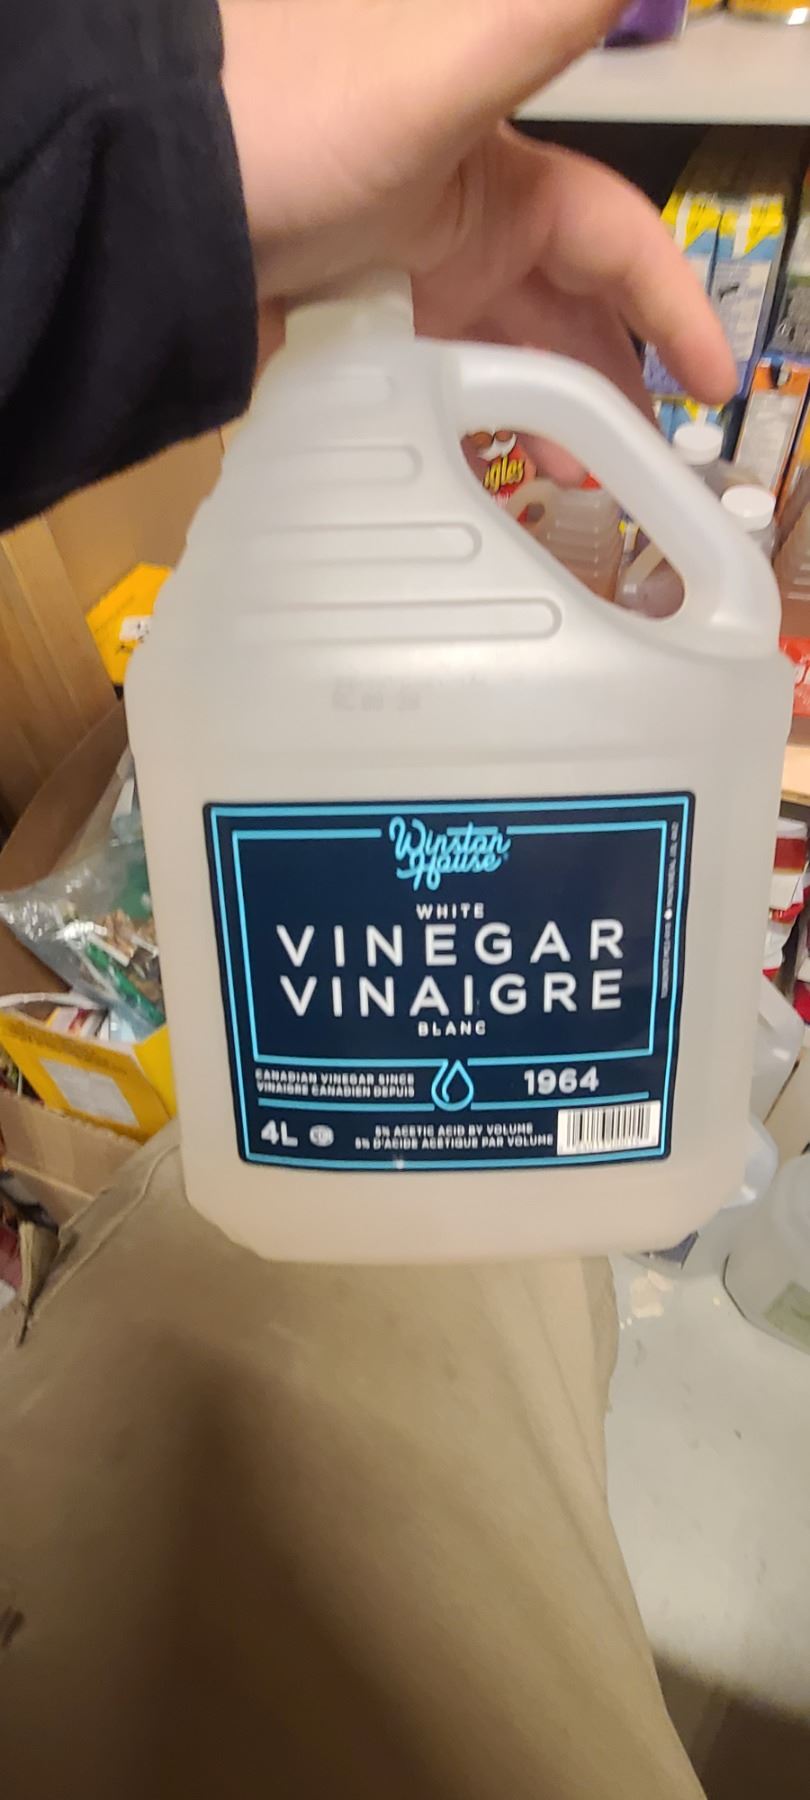 Winston
House
WHITE
VINEGAR
VINAIGRE
BLANC
CANADIAN VINEGAR SINCE
VINAIGRE CANADIEN DEPUIS
1964
4L
5% ACETIC ACID BY VOLUME
5% D'ACIDE ACÉTIQUE PAR VOLUME